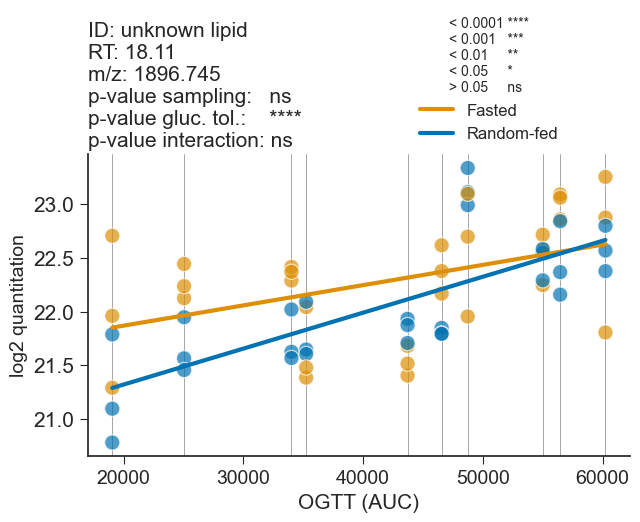 ID: unknown lipid
RT: 18.11
m/z: 1896.745
p-value sampling: ns
p-value gluc. tol.: ****
p-value interaction: ns
< 0.0001 ****
< 0.001 ***
< 0.01 **
< 0.05 *
> 0.05 ns
Fasted
Random-fed
log2 quantitation
23.0
22.5
22.0
21.5
21.0
20000 30000 40000 50000 60000
OGTT (AUC)